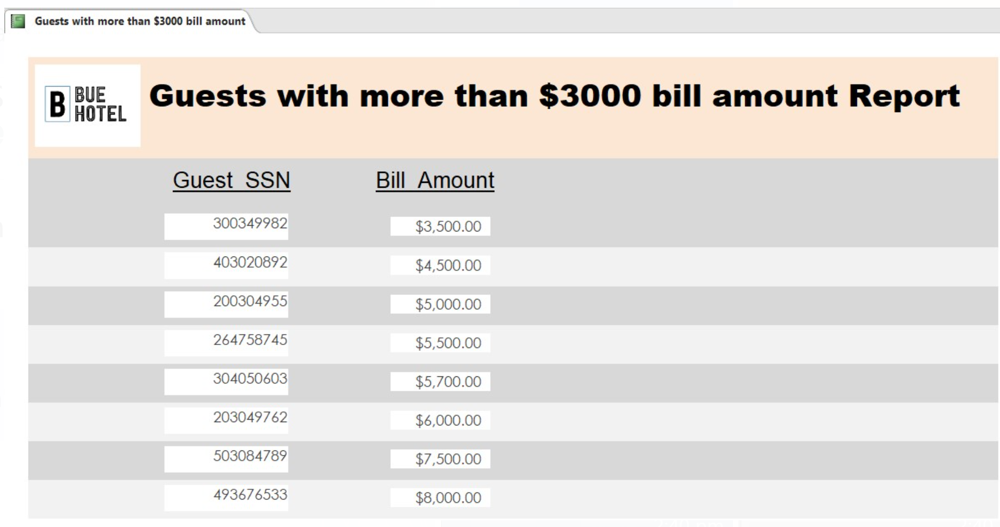 Guests with more than $3000 bill amount
B BUE HOTEL
Guests with more than $3000 bill amount Report
Guest_SSN Bill_Amount
300349982 $3,500.00
403020892 $4,500.00
200304955 $5,000.00
264758745 $5,500.00
304050603 $5,700.00
203049762 $6,000.00
503084789 $7,500.00
493676533 $8,000.00